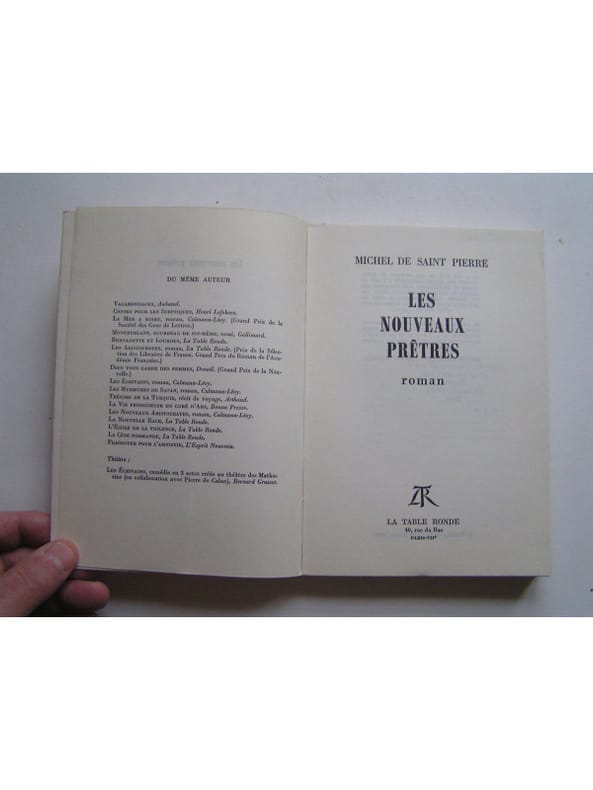 DU MÊME AUTEUR
VAGABONDAGES, Aubanel.
CONTES POUR LES SCEPTIQUES, Henri Lefebvre.
LA MER A BOIRE, roman, Calmann-Lévy. (Grand Prix de la
Société des Gens de Lettres.)
MONTHERLANT, BOURREAU DE SOI-MÊME, essai, Gallimard.
BERNADETTE ET LOURDES, La Table Ronde.
LES ARISTOCRATES, roman, La Table Ronde. (Prix de la Sélec-
tion des Libraires de France. Grand Prix du Roman de l'Aca-
démie Française.)
DIEU VOUS GARDE DES FEMMES, Denoël. (Grand Prix de la Nou-
velle.)
LES ÉCRIVAINS, roman, Calmann-Lévy.
LES MURMURES DE SATAN, roman, Calmann-Lévy.
TRÉSORS DE LA TURQUIE, récit de voyage, Arthaud.
LA VIE PRODIGIEUSE DU CURÉ D'ARS, Bonne Presse.
LES NOUVEAUX ARISTOCRATES, roman, Calmann-Lévy.
LA NOUVELLE RACE, La Table Ronde.
L'ÉCOLE DE LA VIOLENCE, La Table Ronde.
LA CÔTE NORMANDE, La Table Ronde.
PLAIDOYER POUR L'AMNISTIE, L'Esprit Nouveau.
Théâtre :
LES ÉCRIVAINS, comédie en 3 actes créée au théâtre des Mathu-
rins (en collaboration avec Pierre de Calan), Bernard Grasset.
MICHEL DE SAINT PIERRE
LES
NOUVEAUX
PRÊTRES
roman
LA TABLE RONDE
40, rue du Bac
PARIS-VIIe